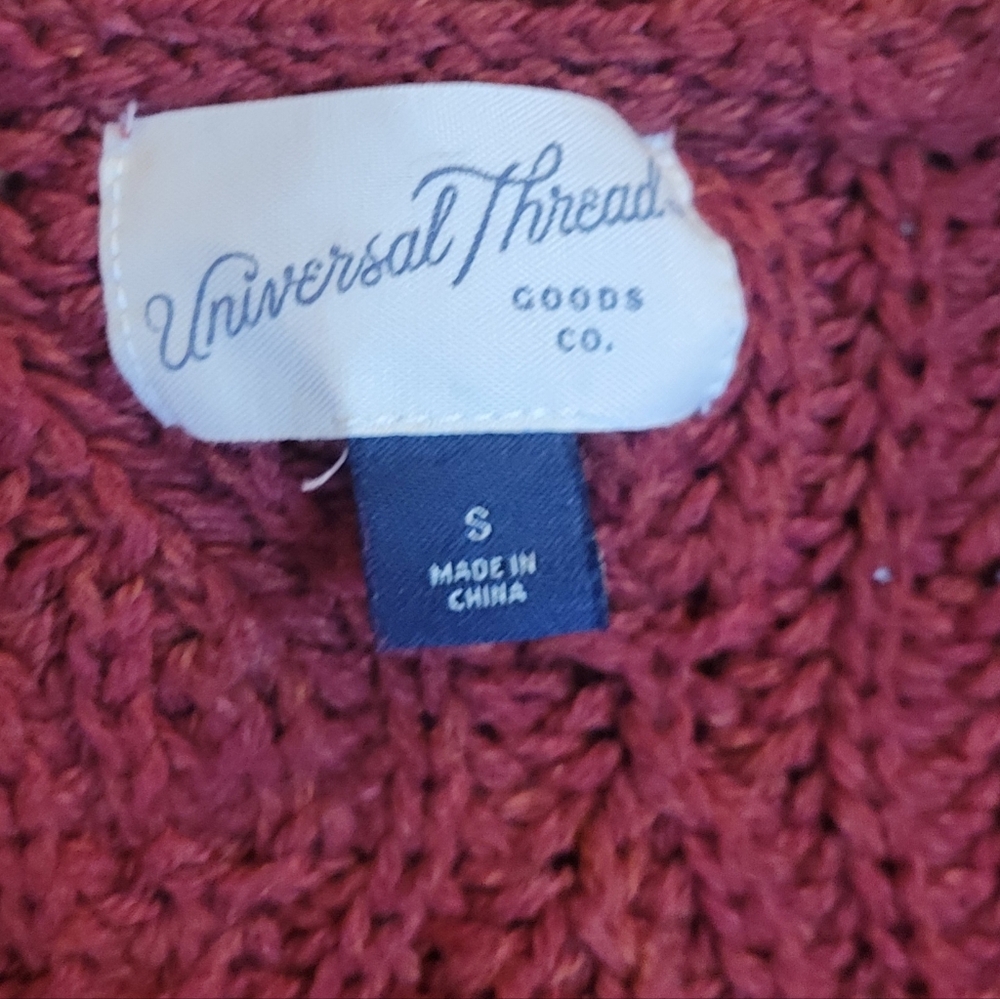 Universal Thread
GOODS
CO.
S
MADE IN
CHINA